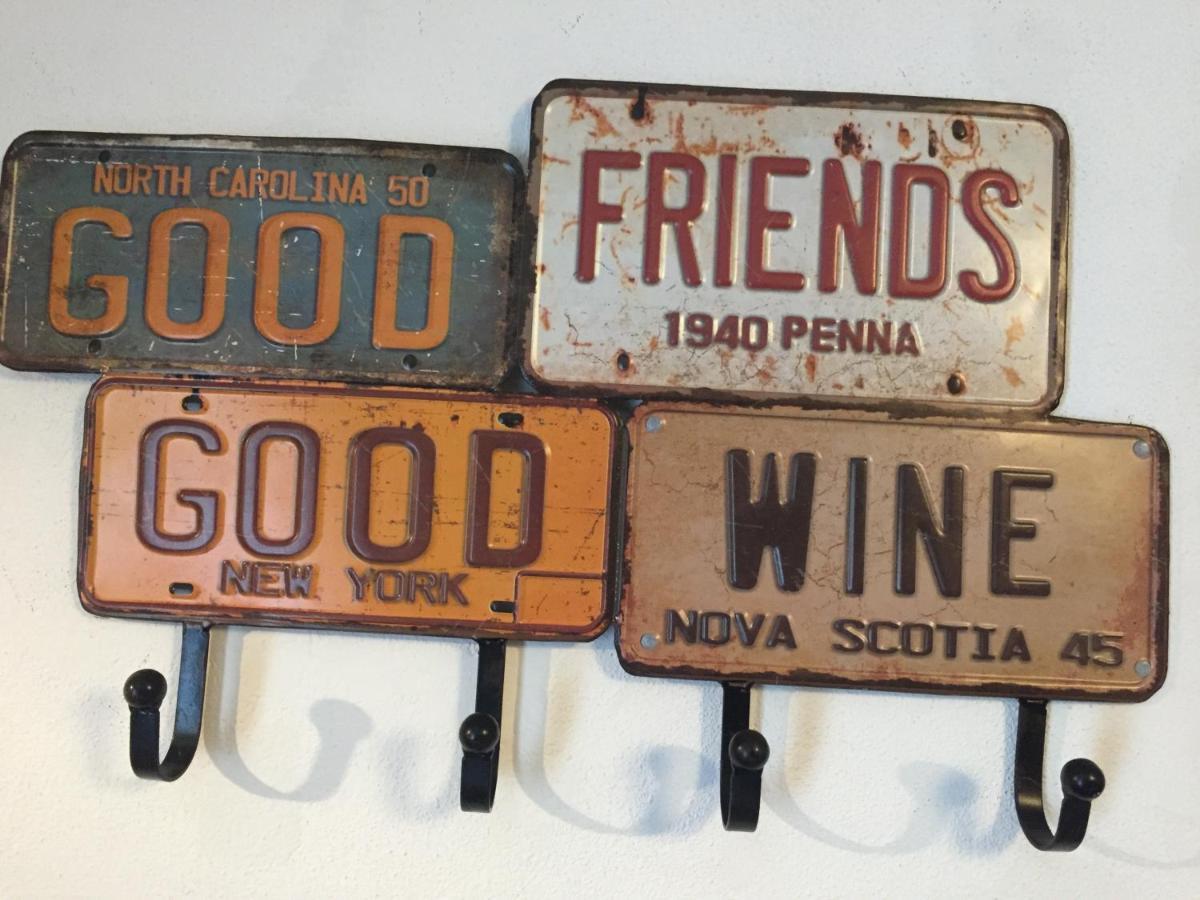 NORTH CAROLINA 50
GOOD
FRIENDS
1940 PENNA
GOOD
NEW YORK
WINE
NOVA SCOTIA 45